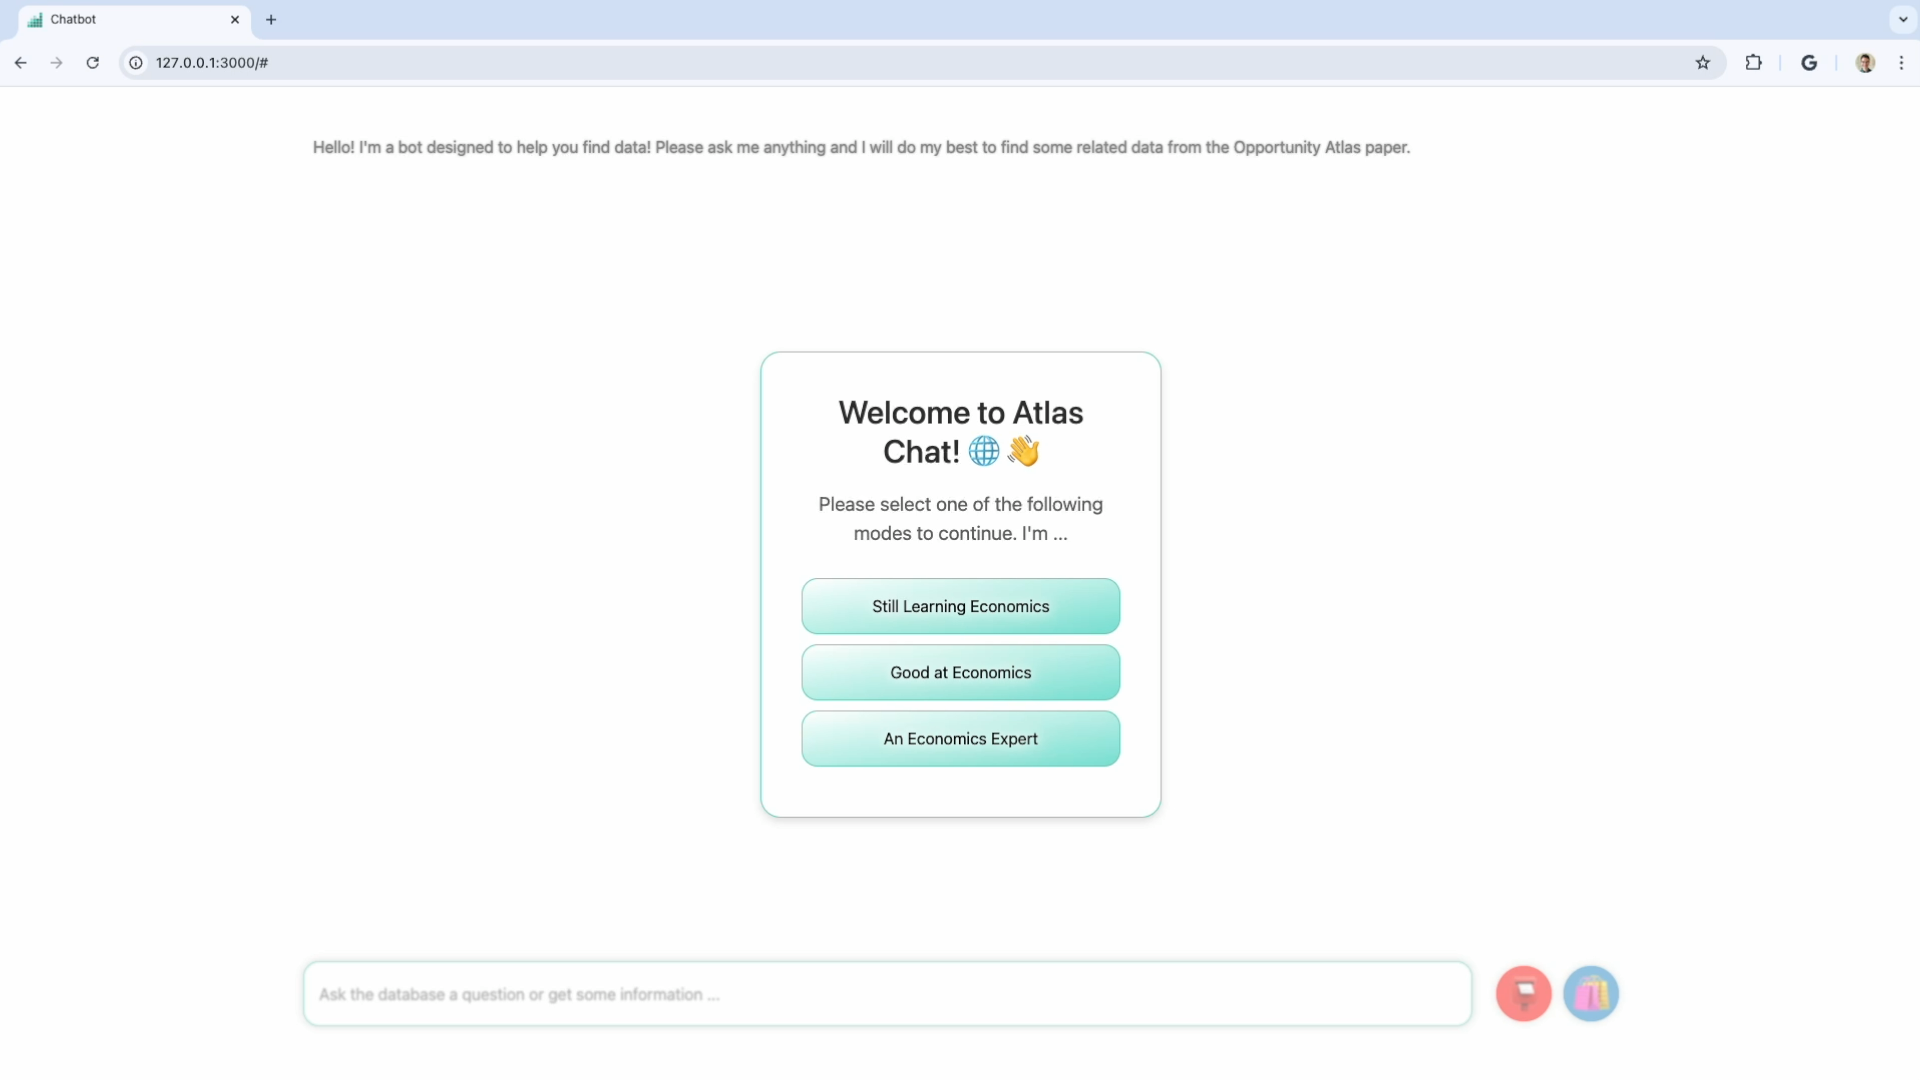 Chatbot
127.0.0.1:3000/#
Hello! I'm a bot designed to help you find data! Please ask me anything and I will do my best to find some related data from the Opportunity Atlas paper.
Welcome to Atlas
Chat! 🌐 👋
Please select one of the following
modes to continue. I'm ...
Still Learning Economics
Good at Economics
An Economics Expert
Ask the database a question or get some information ...